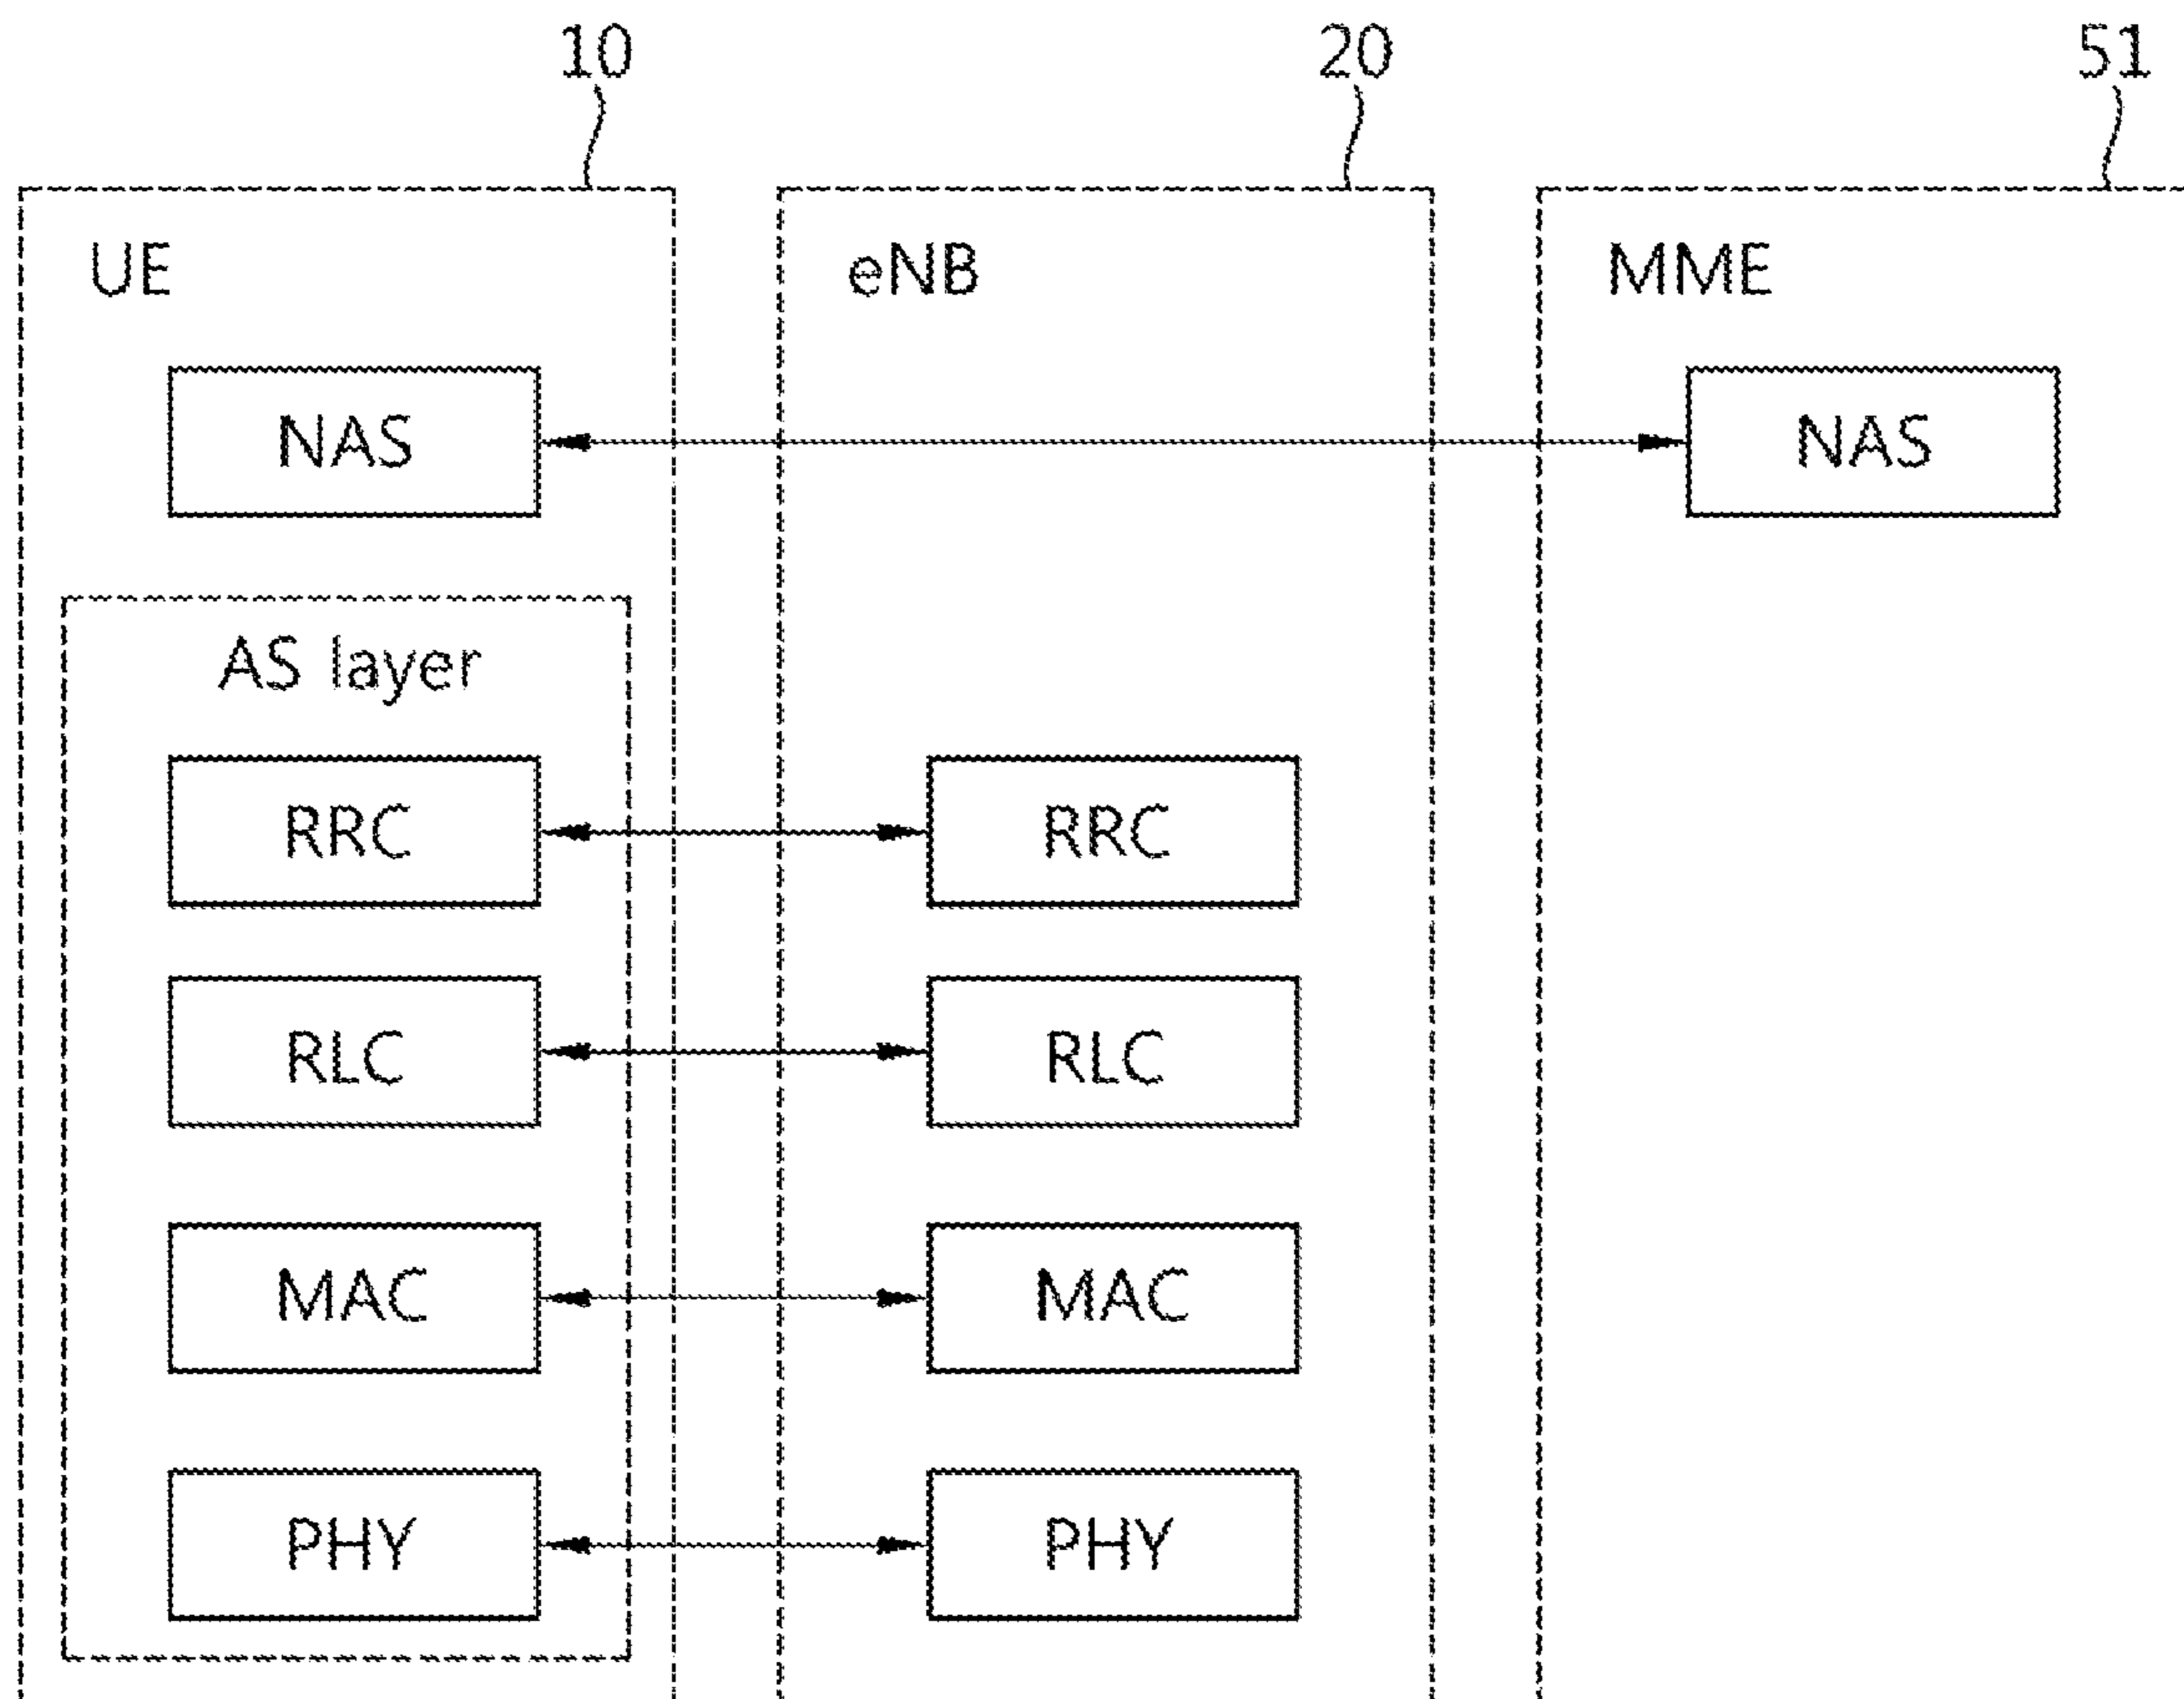 10 20 51
UE eNB MME
NAS NAS
AS layer
RRC RRC
RLC RLC
MAC MAC
PHY PHY